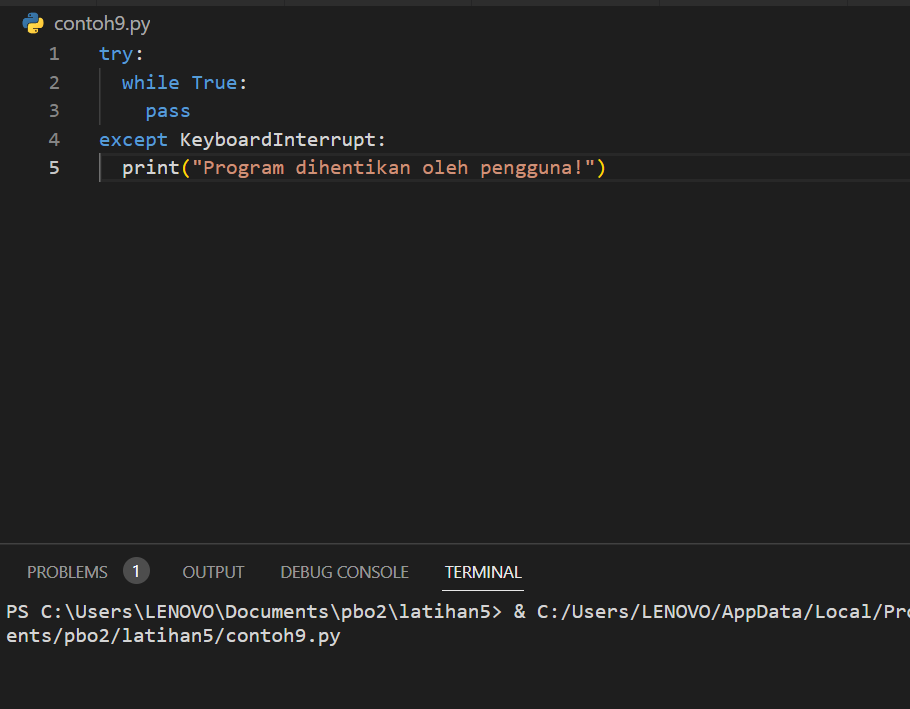 contoh9.py
1 try:
2   while True:
3     pass
4 except KeyboardInterrupt:
5   print("Program dihentikan oleh pengguna!")
PROBLEMS 1 OUTPUT DEBUG CONSOLE TERMINAL
PS C:\Users\LENOVO\Documents\pbo2\latihan5> & C:/Users/LENOVO/AppData/Local/Pro
ents/pbo2/latihan5/contoh9.py